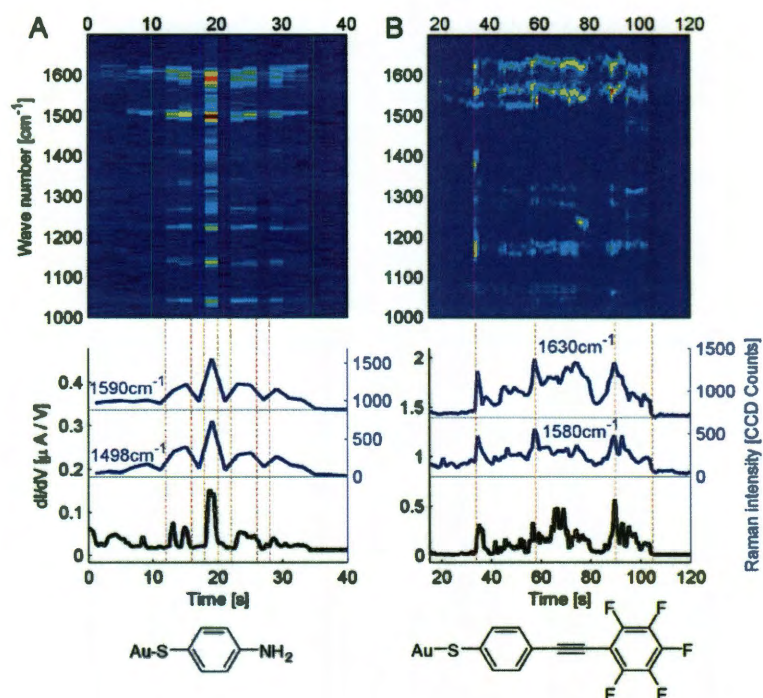 A
0 10 20 30 40
Wave number [cm⁻¹]
1600
1500
1400
1300
1200
1100
1000
B
20 40 60 80 100 120
1600
1500
1400
1300
1200
1100
1000
dI/dV [μ A / V]
0.4
0.3
0.2
0.1
0
1590cm⁻¹
1498cm⁻¹
1500
1000
500
0
0 10 20 30 40
Time [s]
2
1.5
1
0.5
0
1630cm⁻¹
1580cm⁻¹
1500
1000
500
0
Raman intensity [CCD Counts]
20 40 60 80 100 120
Time [s]
Au-S NH₂
F F
Au S F
F F